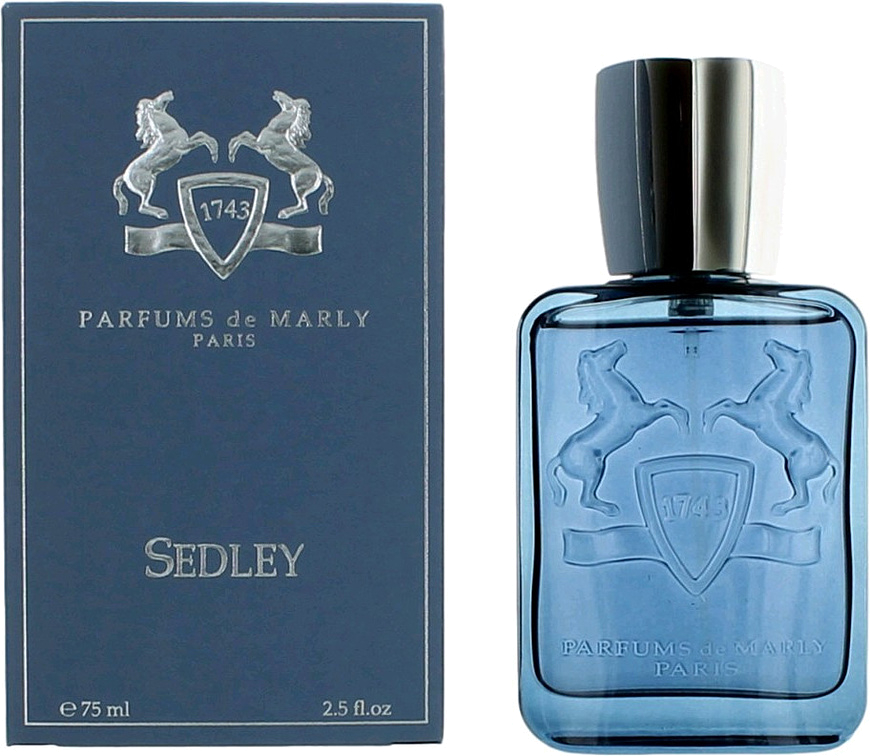 1743
PARFUMS de MARLY
PARIS
SEDLEY
℮ 75 ml 2.5 fl.oz
1743
PARFUMS de MARLY
PARIS